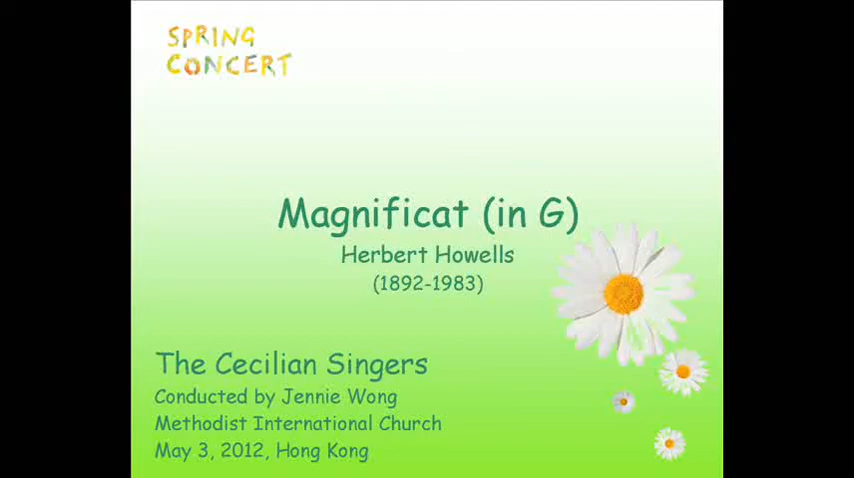 SPRING
CONCERT
Magnificat (in G)
Herbert Howells
(1892-1983)
The Cecilian Singers
Conducted by Jennie Wong
Methodist International Church
May 3, 2012, Hong Kong